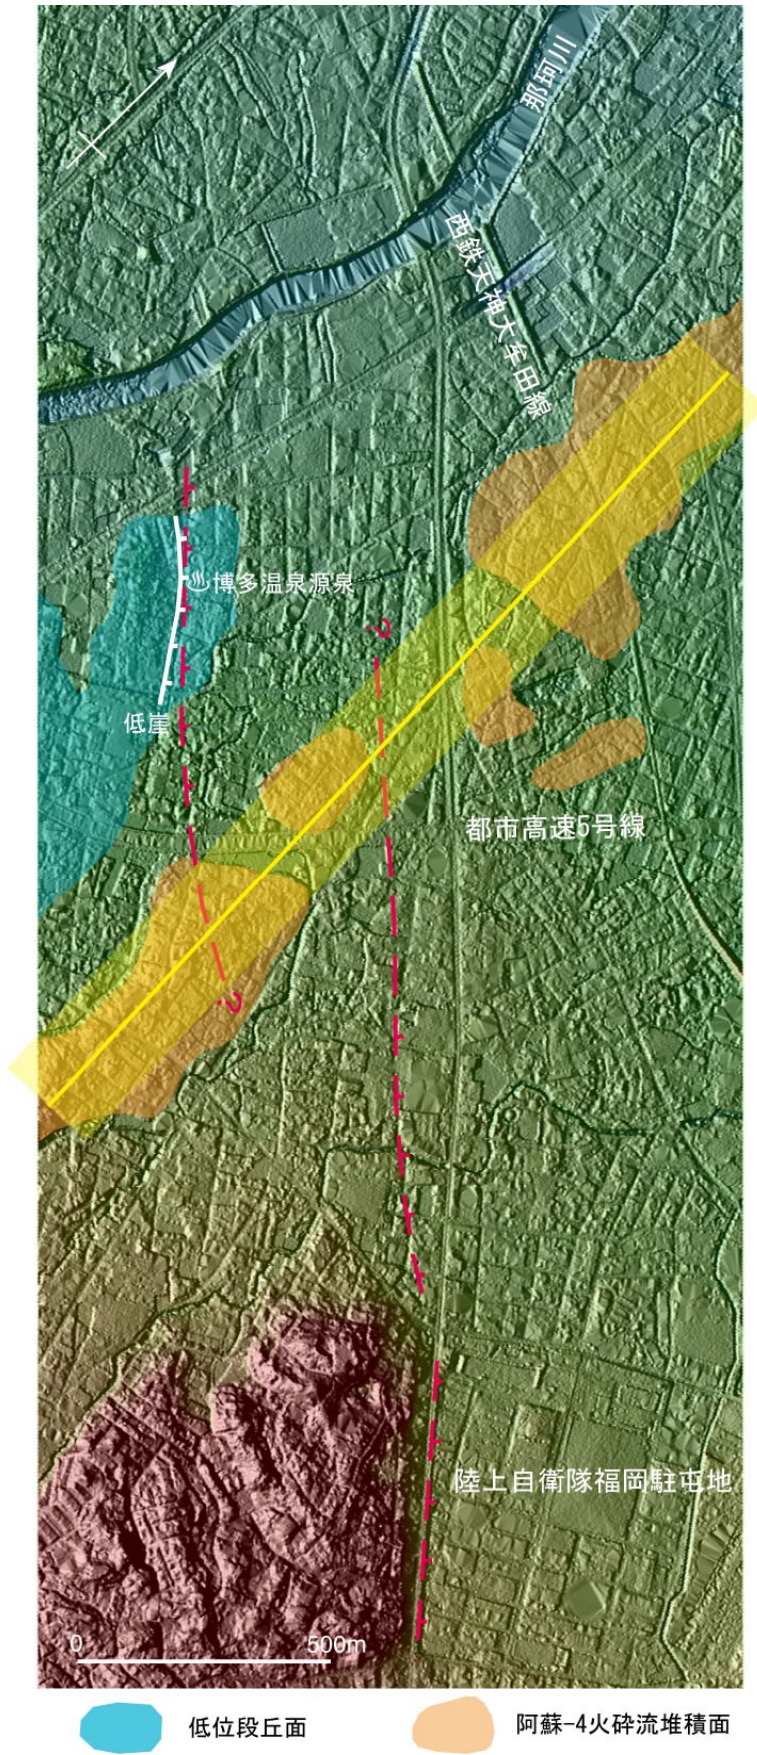 那珂川
西鉄天神大牟田線
博多温泉源泉
?
低崖
都市高速5号線
?
陸上自衛隊福岡駐屯地
0 500m
低位段丘面
阿蘇-4火砕流堆積面